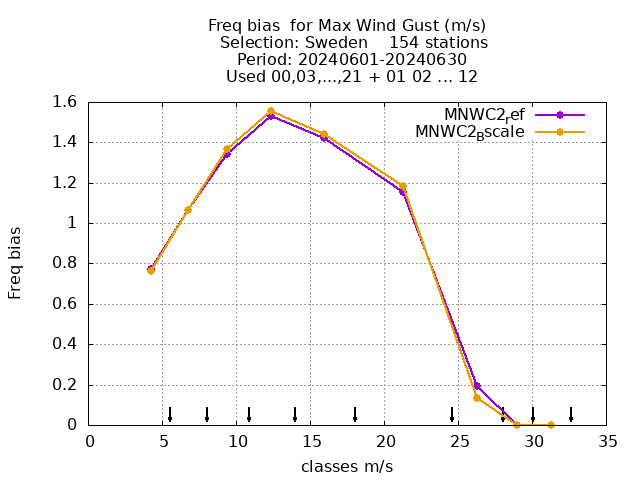 Freq bias  for Max Wind Gust (m/s)
Selection: Sweden    154 stations
Period: 20240601-20240630
Used 00,03,...,21 + 01 02 ... 12
MNWC2ref
MNWC2Bscale
1.6
1.4
1.2
1
0.8
0.6
0.4
0.2
0
Freq bias
0 5 10 15 20 25 30 35
classes m/s